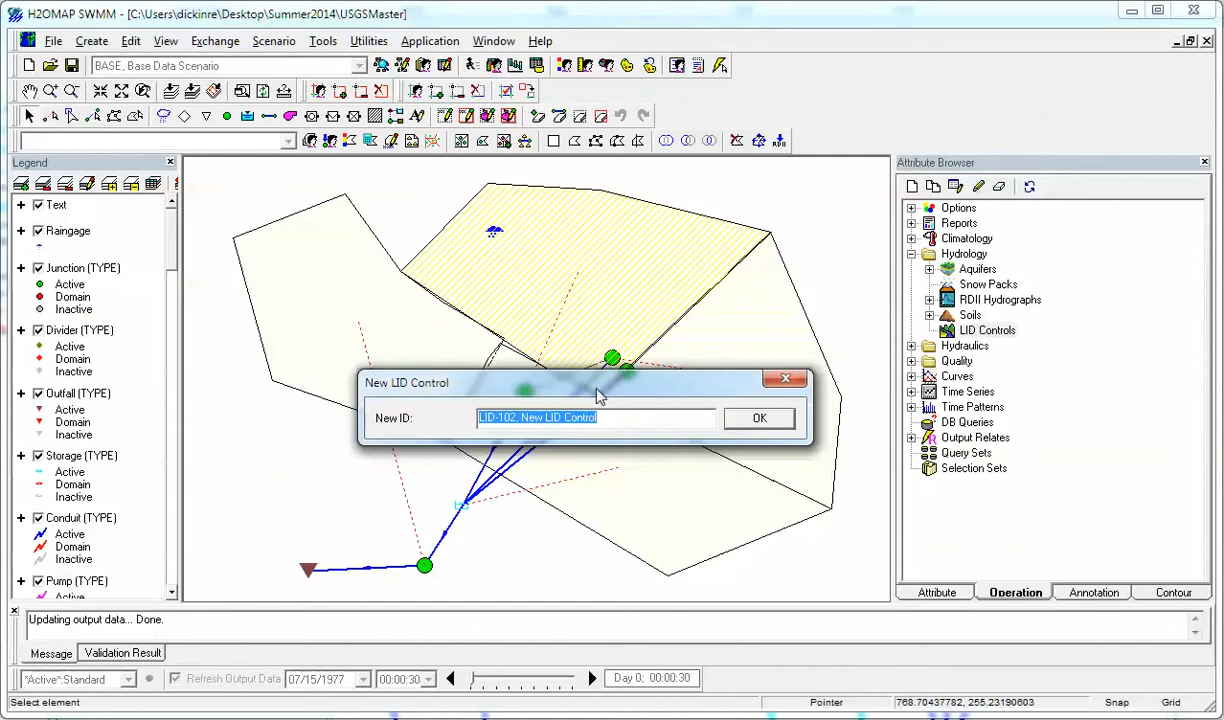 H2OMAP SWMM - [C:\Users\dickinre\Desktop\Summer2014\USGSMaster]
File Create Edit View Exchange Scenario Tools Utilities Application Window Help
BASE, Base Data Scenario
Legend
Text
Raingage
Junction (TYPE)
Active
Domain
Inactive
Divider (TYPE)
Active
Domain
Inactive
Outfall (TYPE)
Active
Domain
Inactive
Storage (TYPE)
Active
Domain
Inactive
Conduit (TYPE)
Active
Domain
Inactive
Pump (TYPE)
Active
New LID Control
New ID:
LID-102, New LID Control
OK
Attribute Browser
Options
Reports
Climatology
Hydrology
Aquifers
Snow Packs
RDII Hydrographs
Soils
LID Controls
Hydraulics
Quality
Curves
Time Series
Time Patterns
DB Queries
Output Relates
Query Sets
Selection Sets
Attribute Operation Annotation Contour
Updating output data... Done.
Message Validation Result
*Active*:Standard
Refresh Output Data
07/15/1977
00:00:30
Day 0; 00:00:30
Select element
Pointer
768.70437782, 255.23190603
Snap
Grid